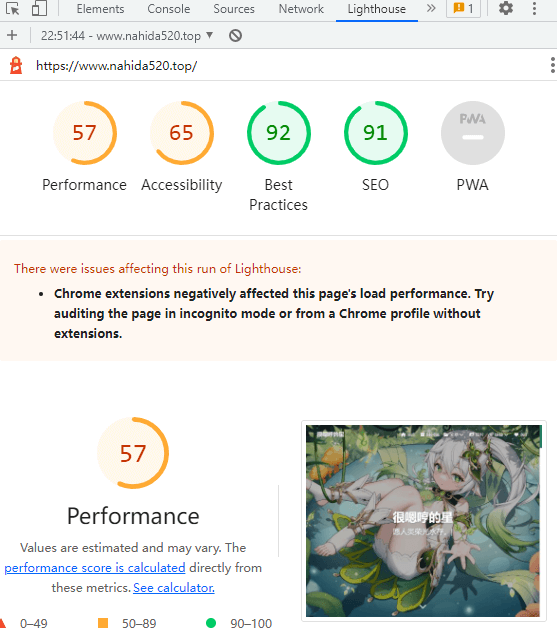 Elements Console Sources Network Lighthouse 1
22:51:44 - www.nahida520.top
https://www.nahida520.top/
57 65 92 91 PWA
Performance Accessibility Best Practices SEO PWA
There were issues affecting this run of Lighthouse:
Chrome extensions negatively affected this page's load performance. Try
auditing the page in incognito mode or from a Chrome profile without
extensions.
57
Performance
Values are estimated and may vary. The
performance score is calculated directly from
these metrics. See calculator.
0–49 50–89 90–100
很嗯哼的星